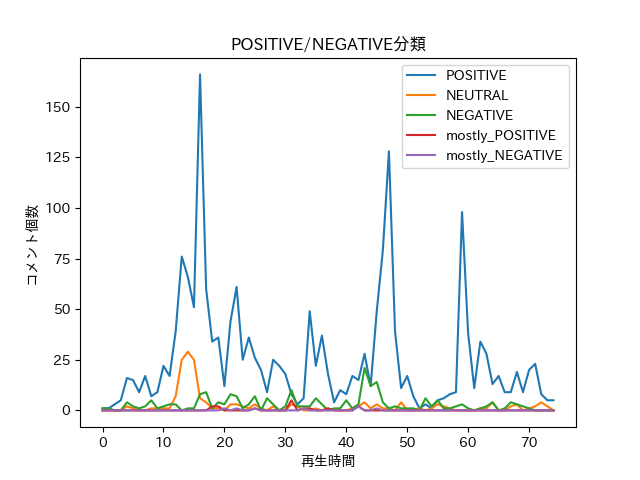 POSITIVE/NEGATIVE分類
POSITIVE
NEUTRAL
NEGATIVE
mostly_POSITIVE
mostly_NEGATIVE
コメント個数
150
125
100
75
50
25
0
0 10 20 30 40 50 60 70
再生時間